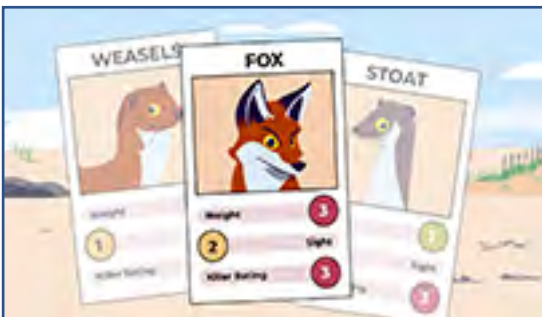 WEASELS
Weight
1
Killer Rating
FOX
Weight 3
2 Sight
Killer Rating 3
STOAT
Sight
3